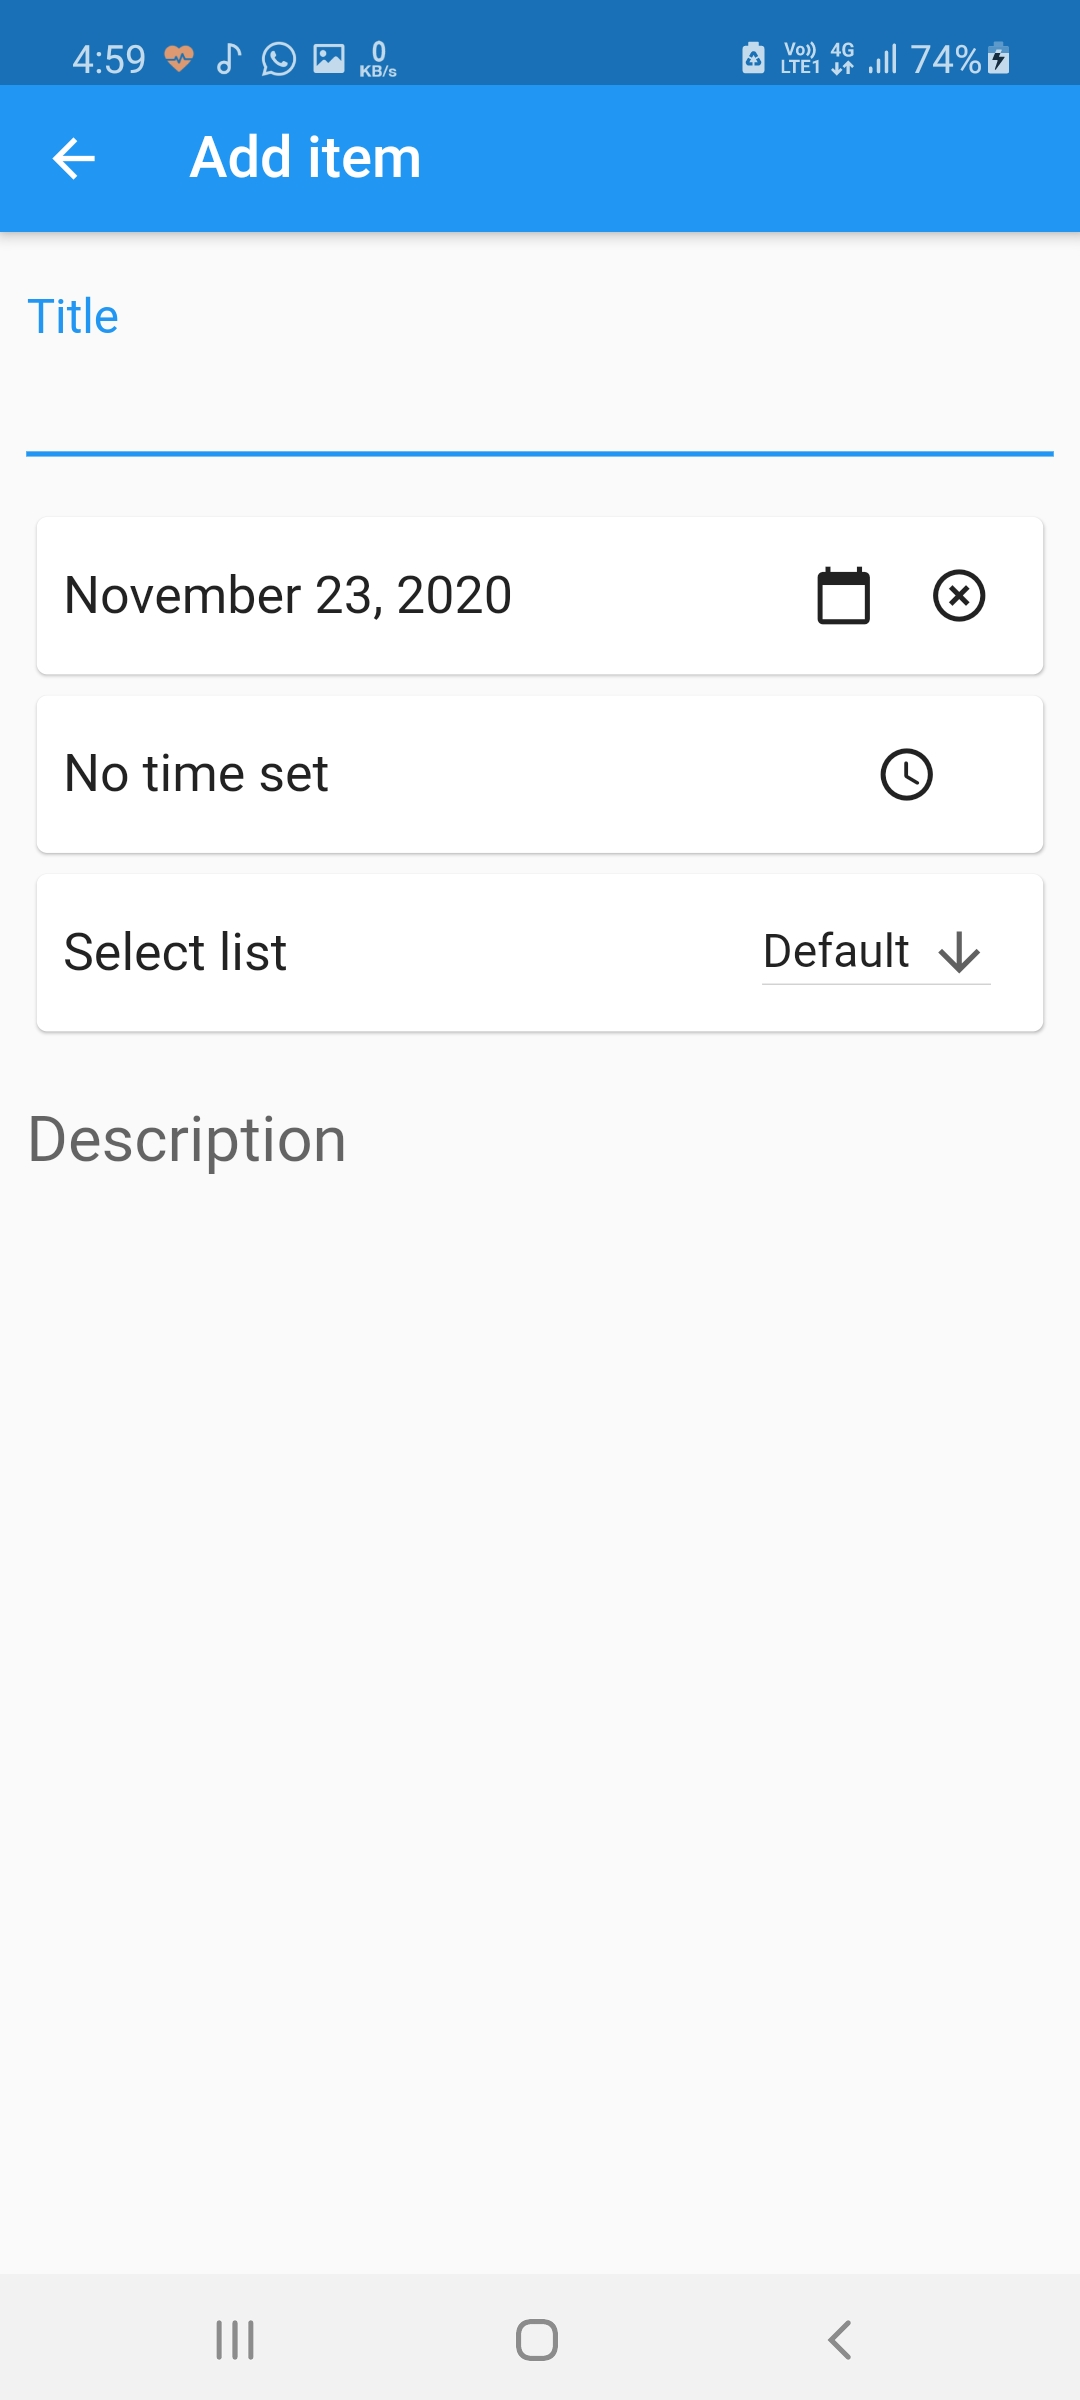 4:59 0 KB/s Vo)) LTE1 4G 74%
Add item
Title
November 23, 2020
No time set
Select list Default
Description